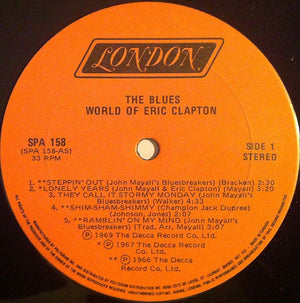 LONDON
THE BLUES
WORLD OF ERIC CLAPTON
SPA 158
(SPA 158-AS)
33 RPM
SIDE 1
STEREO
1. **STEPPIN' OUT (John Mayall's Bluesbreakers) (Bracken) 2:30
2. *LONELY YEARS (John Mayall & Eric Clapton) (Mayall) 3:20
3. THEY CALL IT STORMY MONDAY (John Mayall's
Bluesbreakers) (Walker) 4:33
4. **SHIM-SHAM-SHIMMY (Champion Jack Dupree)
(Johnson, Jones) 2:07
5. **RAMBLIN' ON MY MIND (John Mayall's
Bluesbreakers) (Trad. Arr. Mayall) 3:07
Ⓟ 1969 The Decca Record
Co. Ltd.
*Ⓟ 1967 The Decca Record
Co. Ltd.
**Ⓟ 1966 The Decca
Record Co. Ltd.